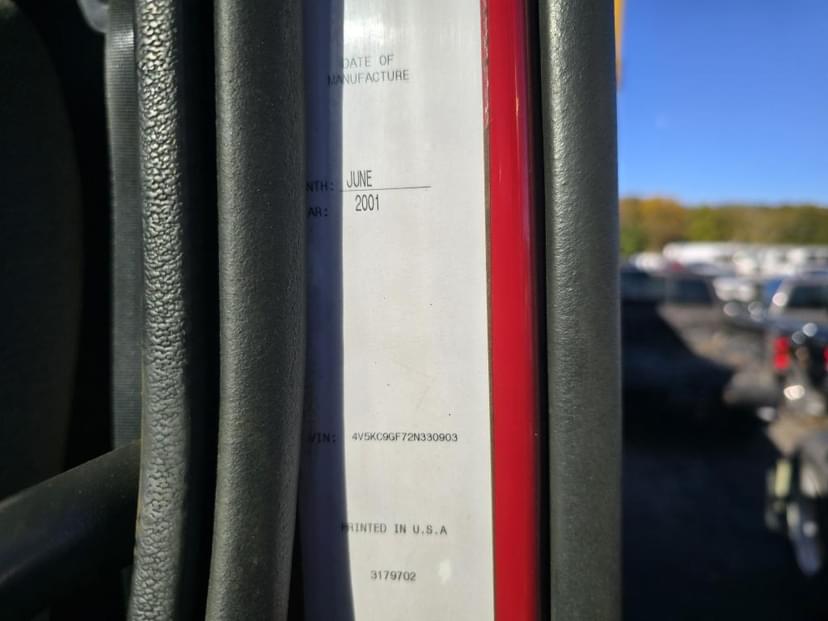 DATE OF
MANUFACTURE
NTH: JUNE
AR: 2001
VIN: 4V5KC9GF72N330903
PRINTED IN U.S.A
3179702